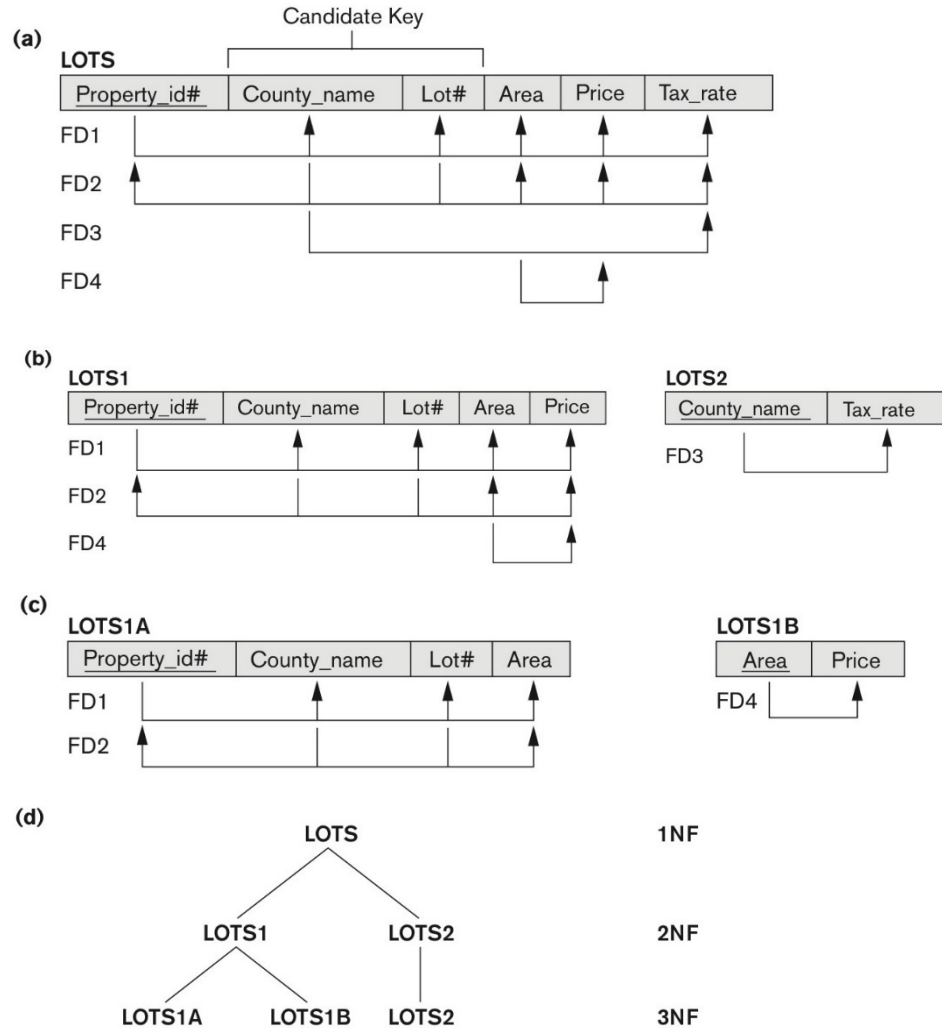 Candidate Key
(a)
LOTS
Property_id# County_name Lot# Area Price Tax_rate
FD1
FD2
FD3
FD4
(b)
LOTS1 LOTS2
Property_id# County_name Lot# Area Price County_name Tax_rate
FD1 FD3
FD2
FD4
(c)
LOTS1A LOTS1B
Property_id# County_name Lot# Area Area Price
FD1 FD4
FD2
(d)
LOTS 1NF
LOTS1 LOTS2 2NF
LOTS1A LOTS1B LOTS2 3NF